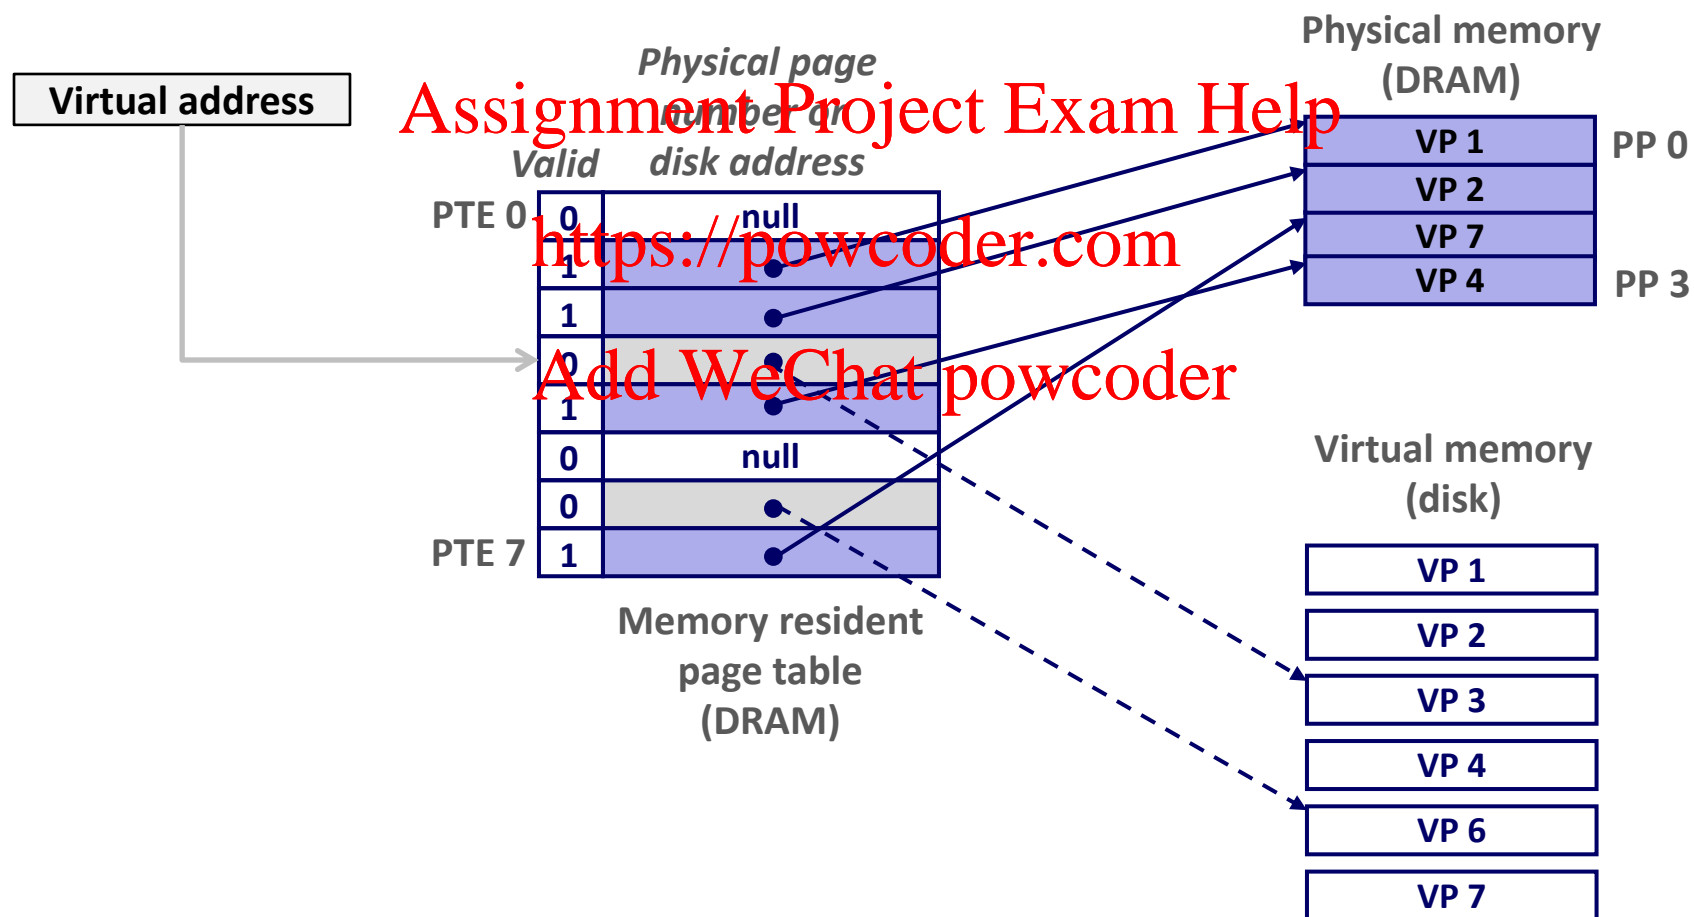 Virtual address
Physical page
number or
disk address
Valid
Assignment Project Exam Help
Physical memory
(DRAM)
PTE 0
0 null
1
1
0
1
0 null
0
PTE 7 1
https://powcoder.com
Add WeChat powcoder
VP 1 PP 0
VP 2
VP 7
VP 4 PP 3
Memory resident
page table
(DRAM)
Virtual memory
(disk)
VP 1
VP 2
VP 3
VP 4
VP 6
VP 7